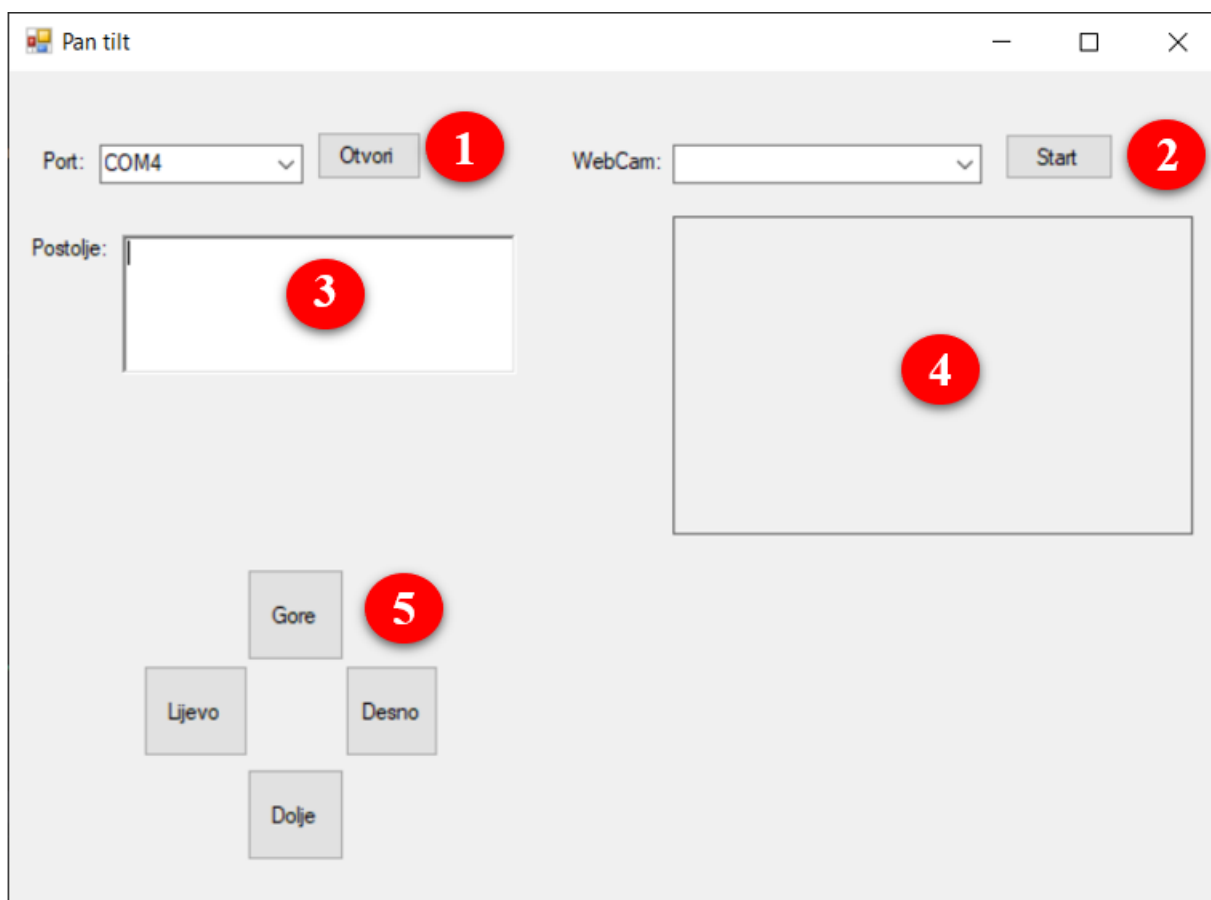 Pan tilt
Port: COM4 Otvori 1 WebCam: Start 2
Postolje:
3
4
Gore 5
Lijevo Desno
Dolje